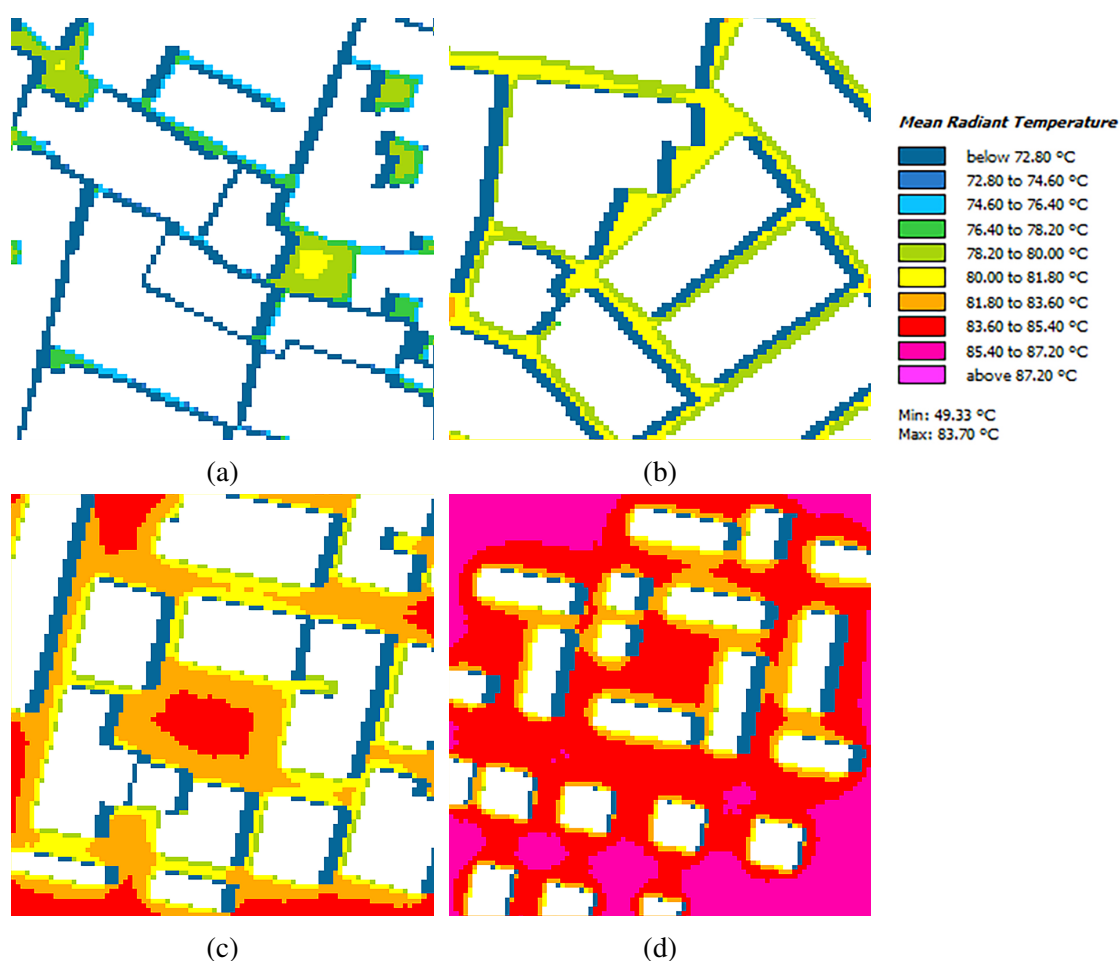 Mean Radiant Temperature
below 72.80 °C
72.80 to 74.60 °C
74.60 to 76.40 °C
76.40 to 78.20 °C
78.20 to 80.00 °C
80.00 to 81.80 °C
81.80 to 83.60 °C
83.60 to 85.40 °C
85.40 to 87.20 °C
above 87.20 °C
Min: 49.33 °C
Max: 83.70 °C
(a)
(b)
(c)
(d)